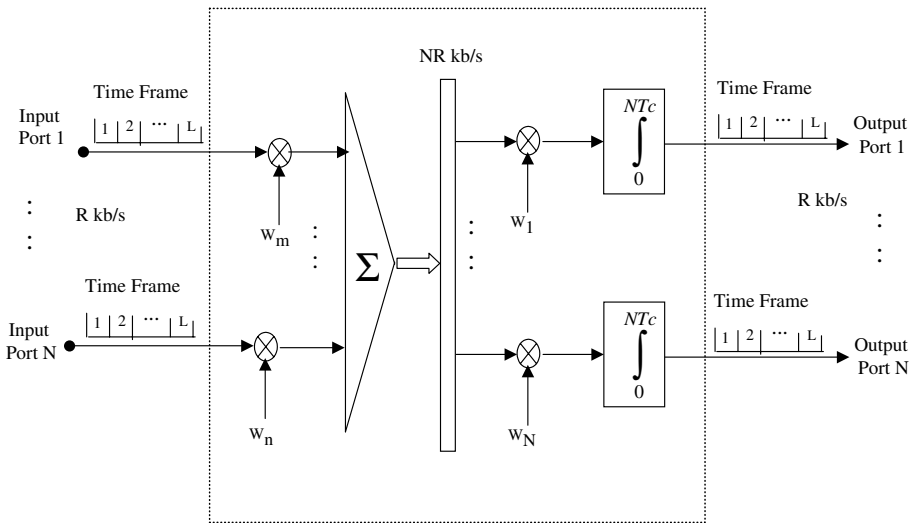 NR kb/s
Time Frame
1 2 ... L
Input
Port 1
R kb/s
w_m
Σ
w_1
NTc
∫
0
Time Frame
1 2 ... L
Output
Port 1
R kb/s
Time Frame
1 2 ... L
Input
Port N
w_n
w_N
NTc
∫
0
Time Frame
1 2 ... L
Output
Port N